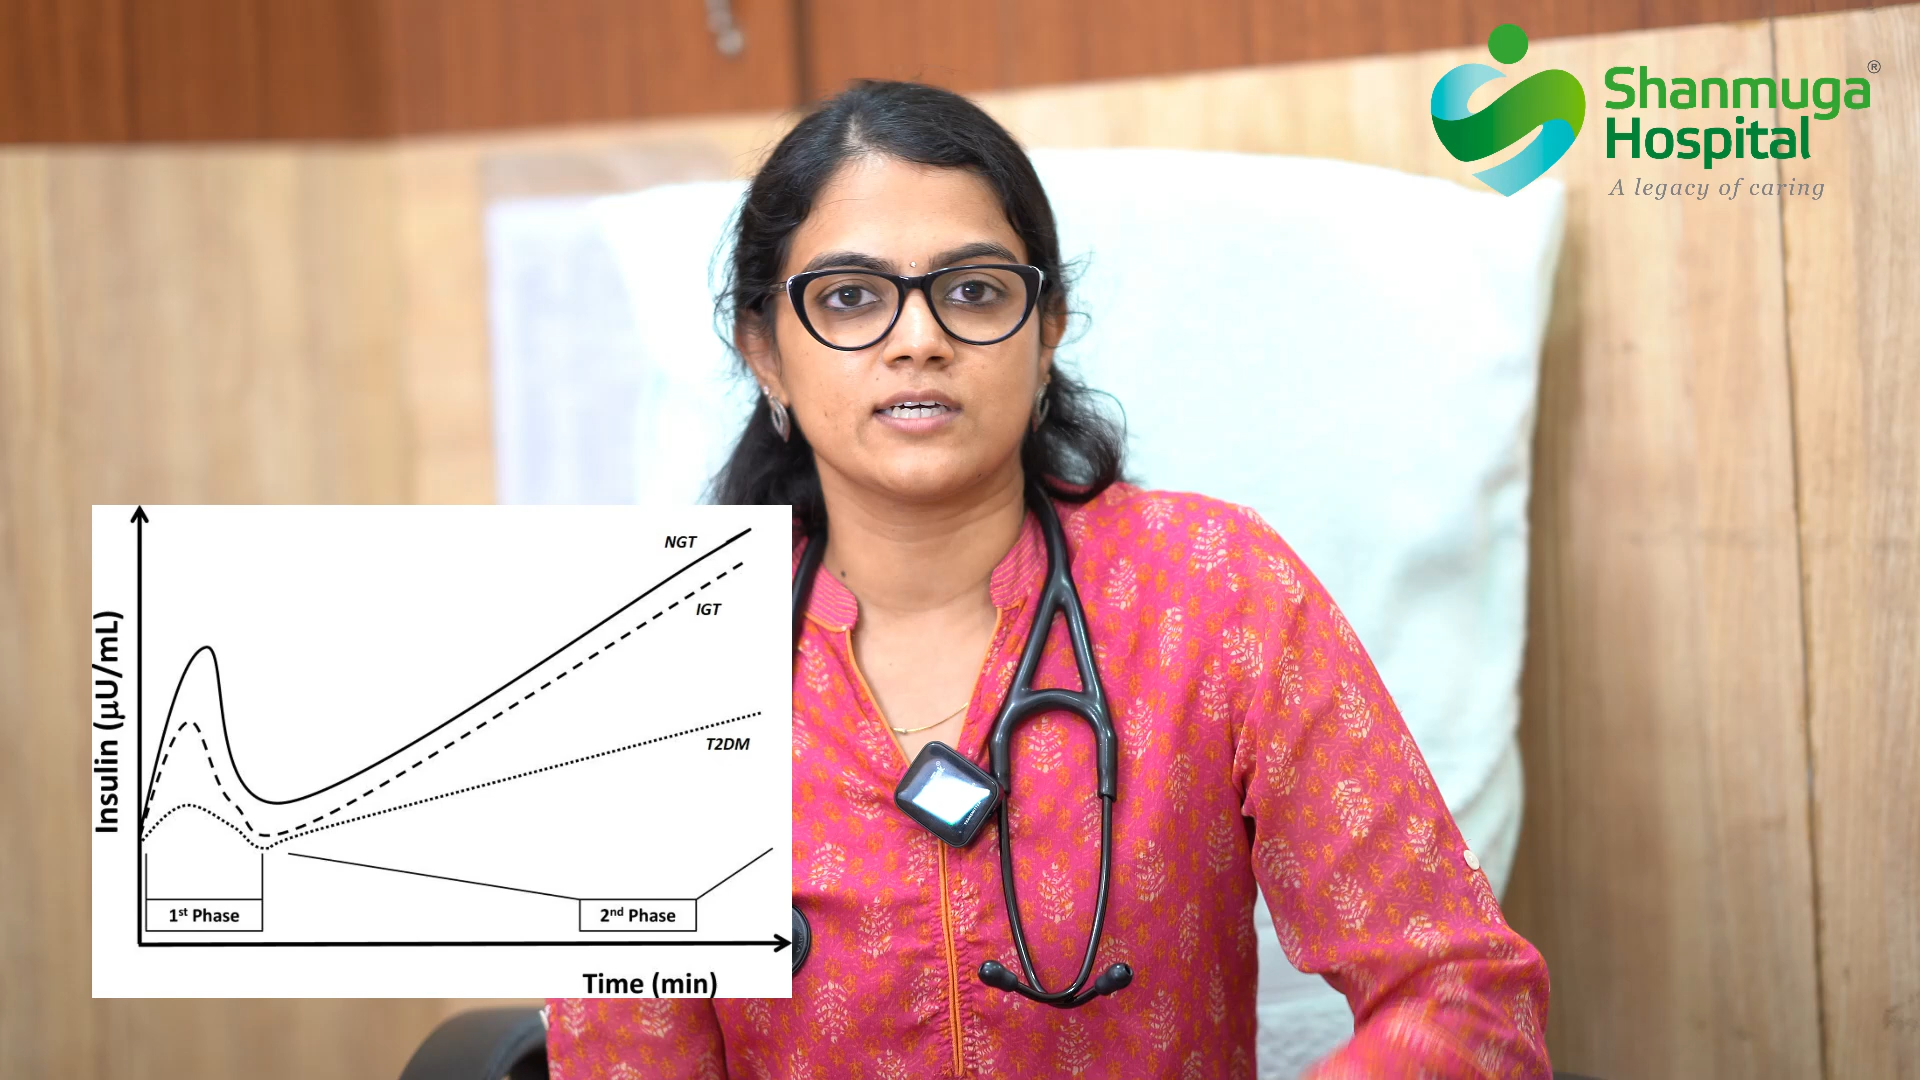 Shanmuga®
Hospital
A legacy of caring
NGT
IGT
T2DM
Insulin (µU/mL)
1st Phase
2nd Phase
Time (min)